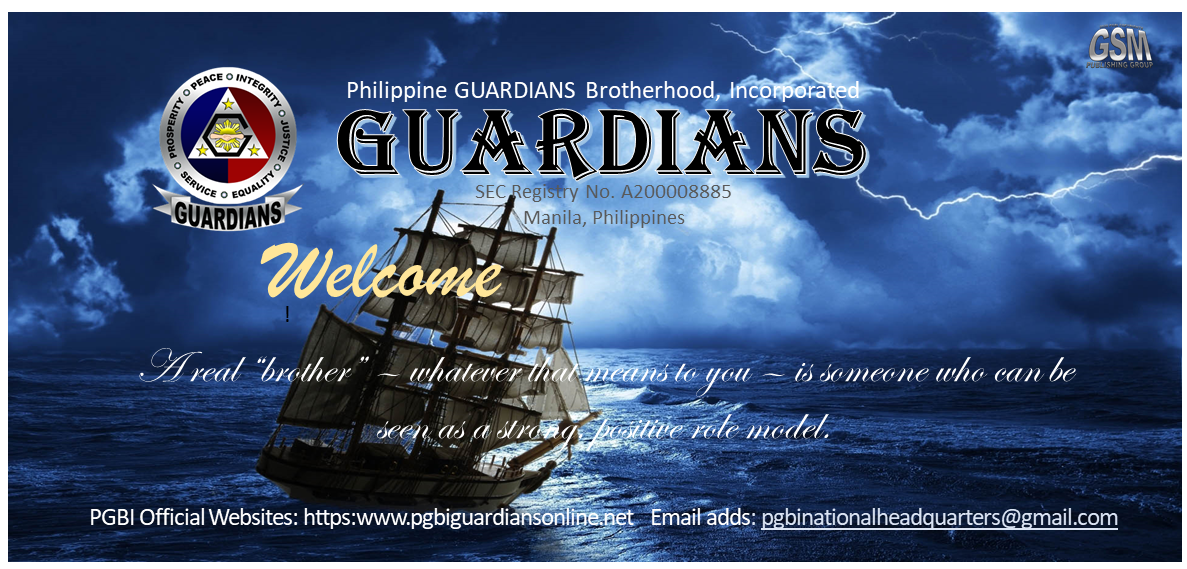 GSM
PUBLISHING GROUP
PEACE O INTEGRITY O JUSTICE O EQUALITY O SERVICE O PROSPERITY O
G
GUARDIANS
Philippine GUARDIANS Brotherhood, Incorporated
GUARDIANS
SEC Registry No. A200008885
Manila, Philippines
Welcome
!
A real “brother” – whatever that means to you – is someone who can be
seen as a strong, positive role model.
PGBI Official Websites: https:www.pgbiguardiansonline.net Email adds: pgbinationalheadquarters@gmail.com